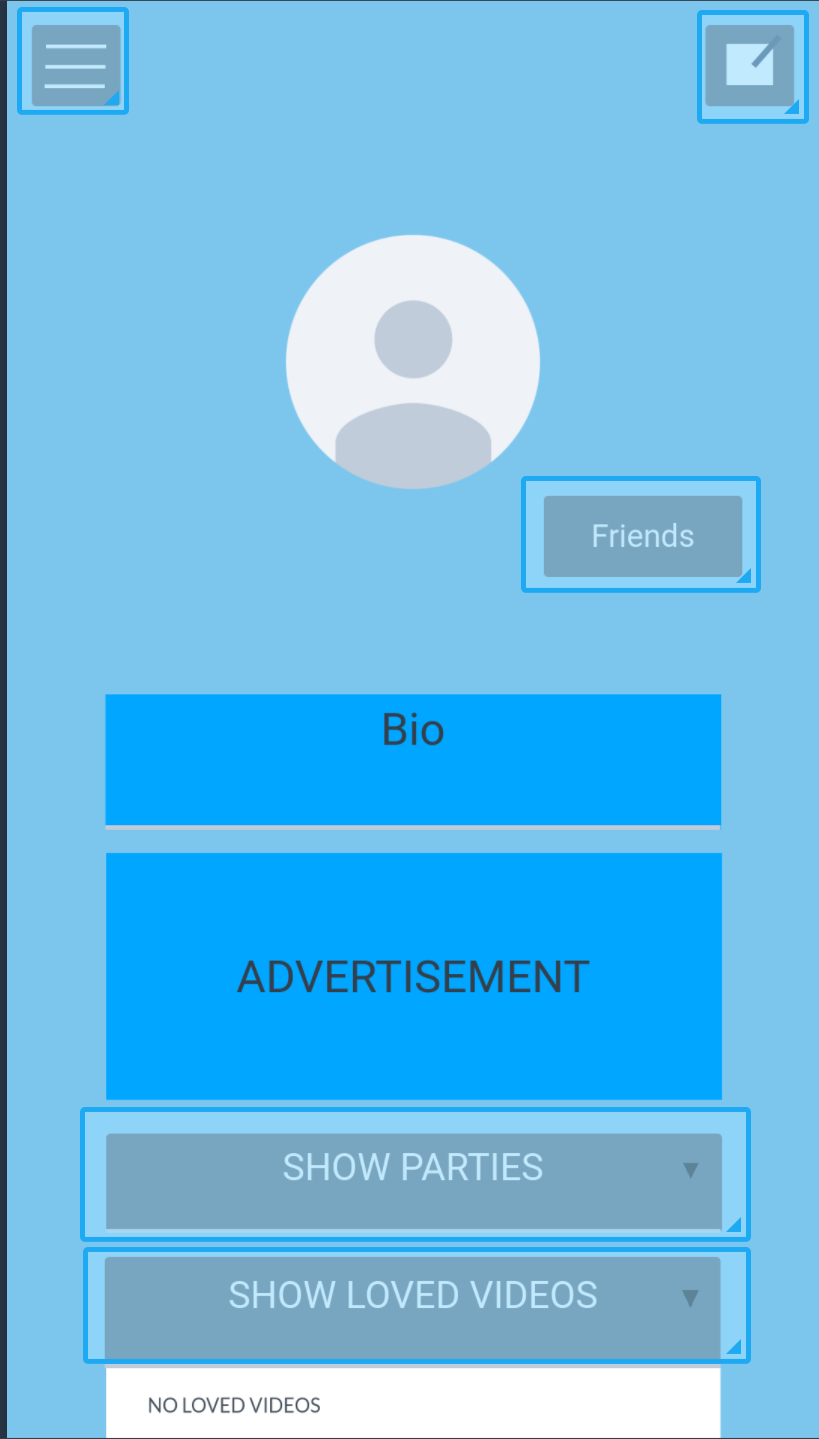 Friends
Bio
ADVERTISEMENT
SHOW PARTIES ▼
SHOW LOVED VIDEOS ▼
NO LOVED VIDEOS